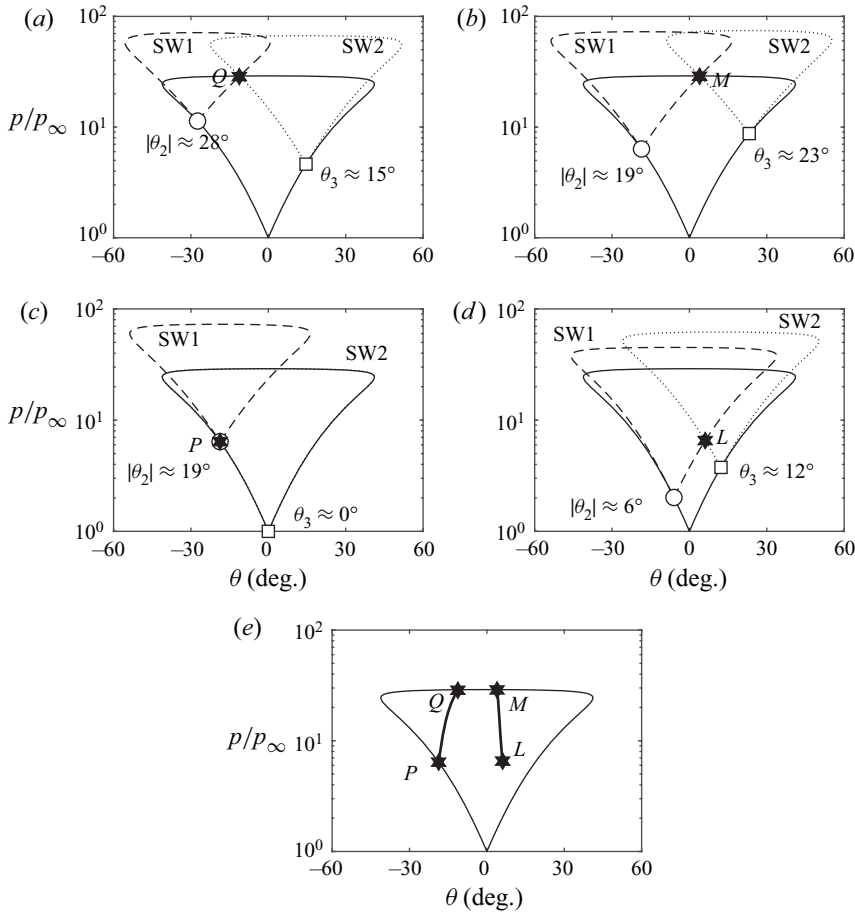 (a)
10²
SW1
SW2
Q
p/p∞
10¹
|θ₂| ≈ 28°
θ₃ ≈ 15°
10⁰
–60 –30 0 30 60
(b)
10²
SW1
SW2
M
10¹
|θ₂| ≈ 19°
θ₃ ≈ 23°
10⁰
–60 –30 0 30 60
(c)
10²
SW1
SW2
p/p∞
10¹
P
|θ₂| ≈ 19°
θ₃ ≈ 0°
10⁰
–60 –30 0 30 60
θ (deg.)
(d)
10²
SW1
SW2
10¹
L
θ₃ ≈ 12°
|θ₂| ≈ 6°
10⁰
–60 –30 0 30 60
θ (deg.)
(e)
10²
Q M
p/p∞
10¹
P L
10⁰
–60 –30 0 30 60
θ (deg.)